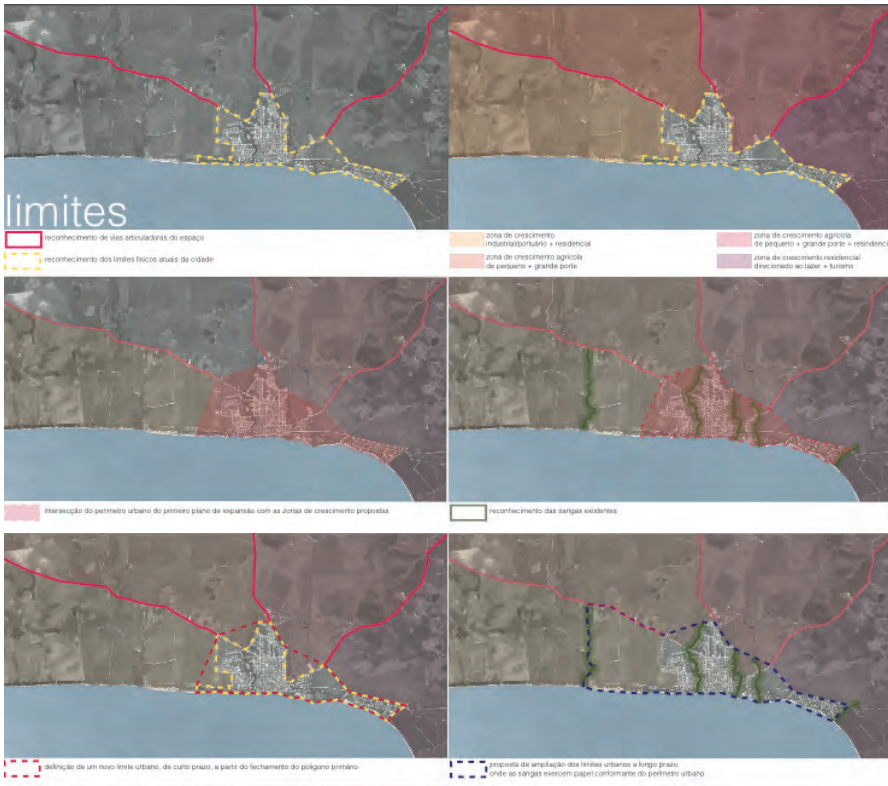 limites
reconhecimento de vias articuladoras do espaço
reconhecimento dos limites físicos atuais da cidade
zona de crescimento
industrial/portuário + residencial
zona de crescimento agrícola
de pequeno + grande porte
zona de crescimento agrícola
de pequeno + grande porte + resindenci
zona de crescimento residencial
direcionado ao lazer + turismo
intersecção do perímetro urbano do primeiro plano de expansão com as zonas de crescimento propostas
reconhecimento das sangas existentes
definição de um novo limite urbano, de curto prazo, a partir do fechamento do polígono primário
proposta de ampliação dos limites urbanos a longo prazo,
onde as sangas exercem papel conformante do perímetro urbano